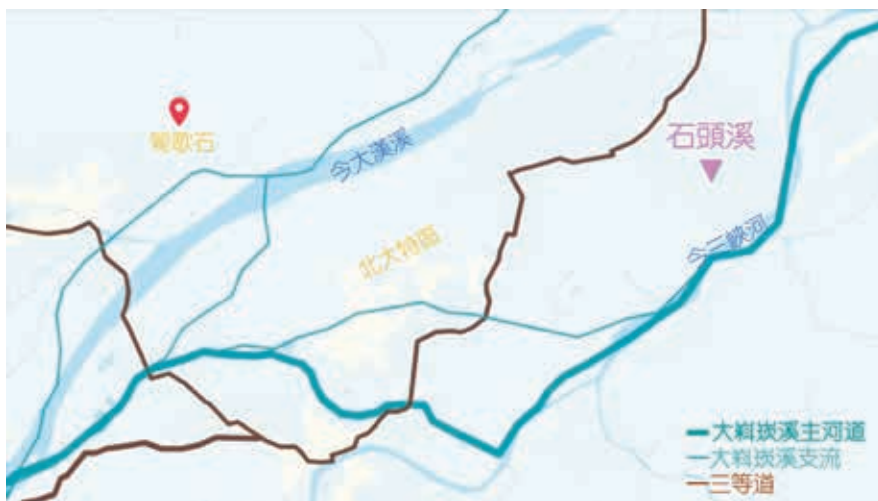 鶯歌石
今大漢溪
石頭溪
北大特區
今三峽河
大嵙崁溪主河道
大嵙崁溪支流
三等道